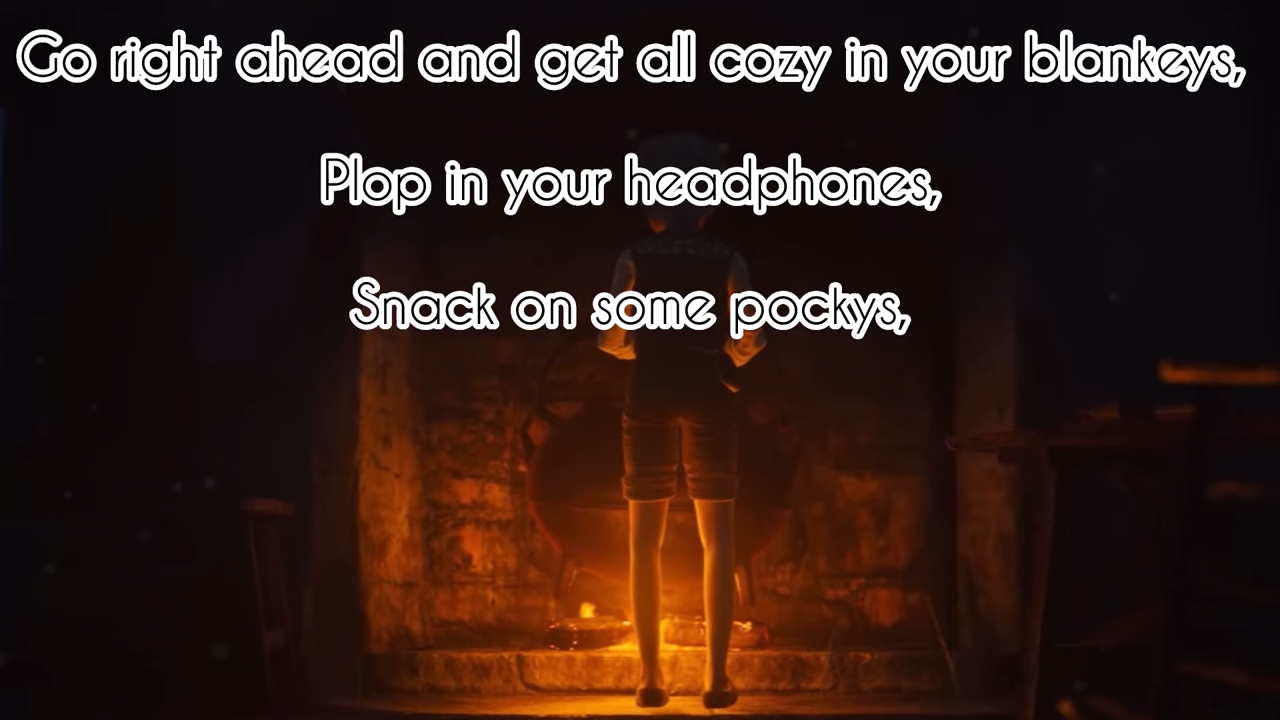 Go right ahead and get all cozy in your blankeys,
Plop in your headphones,
Snack on some pockys,